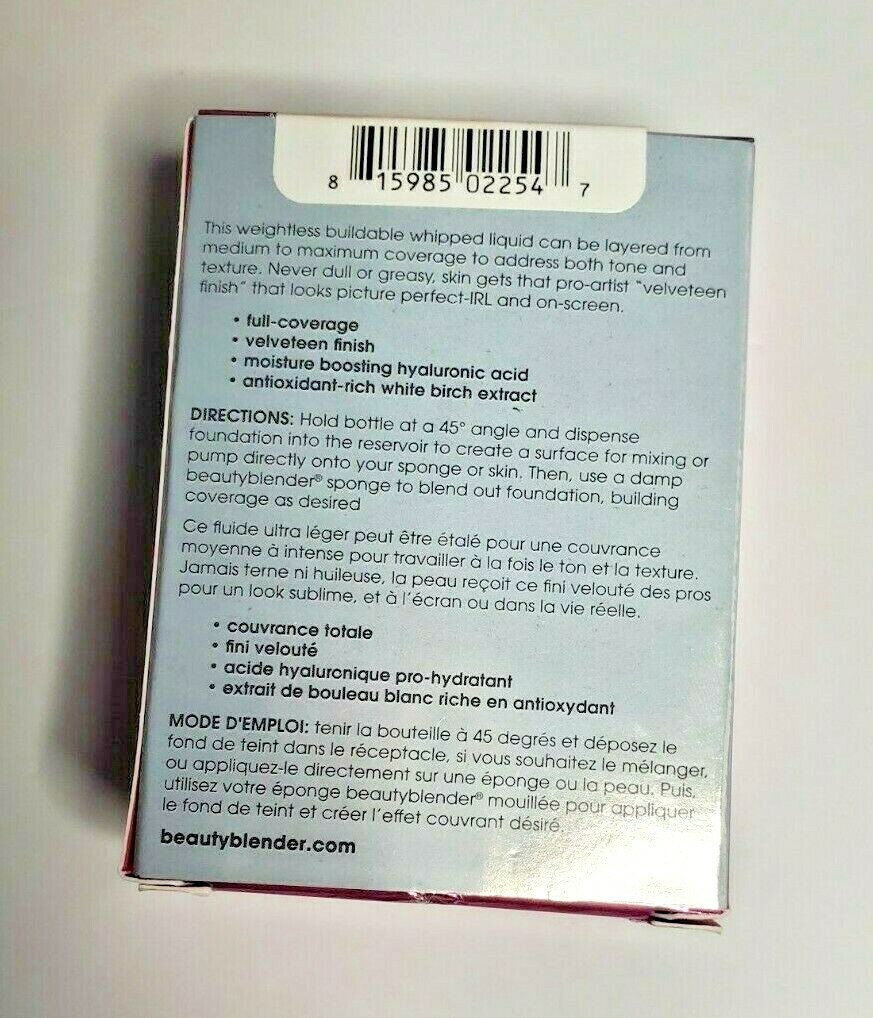 8 15985 02254 7
This weightless buildable whipped liquid can be layered from
medium to maximum coverage to address both tone and
texture. Never dull or greasy, skin gets that pro-artist "velveteen
finish" that looks picture perfect-IRL and on-screen.
• full-coverage
• velveteen finish
• moisture boosting hyaluronic acid
• antioxidant-rich white birch extract
DIRECTIONS: Hold bottle at a 45° angle and dispense
foundation into the reservoir to create a surface for mixing or
pump directly onto your sponge or skin. Then, use a damp
beautyblender® sponge to blend out foundation, building
coverage as desired
Ce fluide ultra léger peut être étalé pour une couvrance
moyenne à intense pour travailler à la fois le ton et la texture.
Jamais terne ni huileuse, la peau reçoit ce fini velouté des pros
pour un look sublime, et à l'écran ou dans la vie réelle.
• couvrance totale
• fini velouté
• acide hyaluronique pro-hydratant
• extrait de bouleau blanc riche en antioxydant
MODE D'EMPLOI: tenir la bouteille à 45 degrés et déposez le
fond de teint dans le réceptacle, si vous souhaitez le mélanger,
ou appliquez-le directement sur une éponge ou la peau. Puis,
utilisez votre éponge beautyblender® mouillée pour appliquer
le fond de teint et créer l'effet couvrant désiré.
beautyblender.com